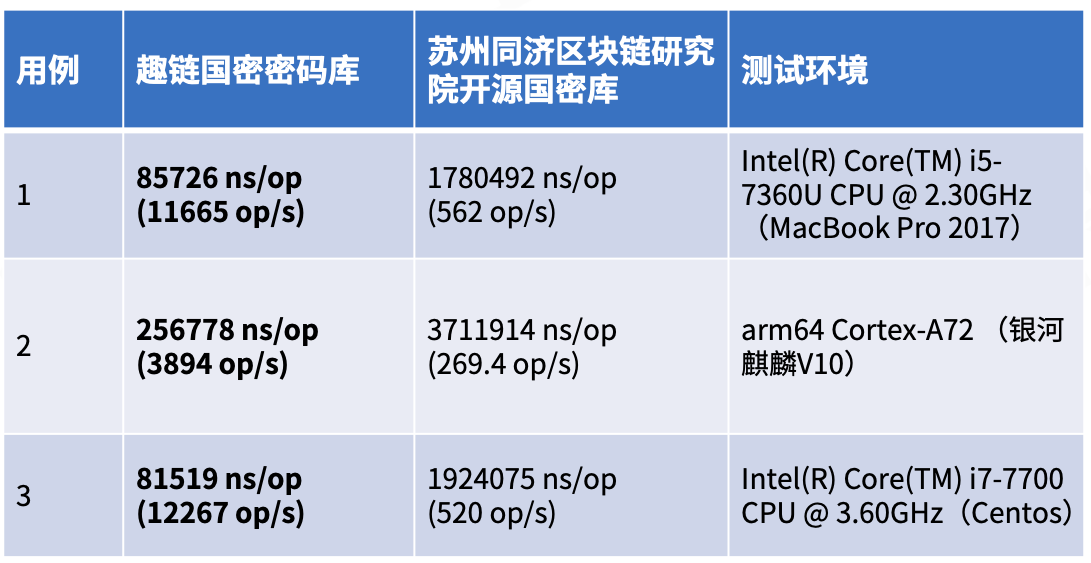 用例
趣链国密密码库
苏州同济区块链研究
院开源国密库
测试环境
1
85726 ns/op
(11665 op/s)
1780492 ns/op
(562 op/s)
Intel(R) Core(TM) i5-
7360U CPU @ 2.30GHz
（MacBook Pro 2017）
2
256778 ns/op
(3894 op/s)
3711914 ns/op
(269.4 op/s)
arm64 Cortex-A72 （银河
麒麟V10）
3
81519 ns/op
(12267 op/s)
1924075 ns/op
(520 op/s)
Intel(R) Core(TM) i7-7700
CPU @ 3.60GHz（Centos）